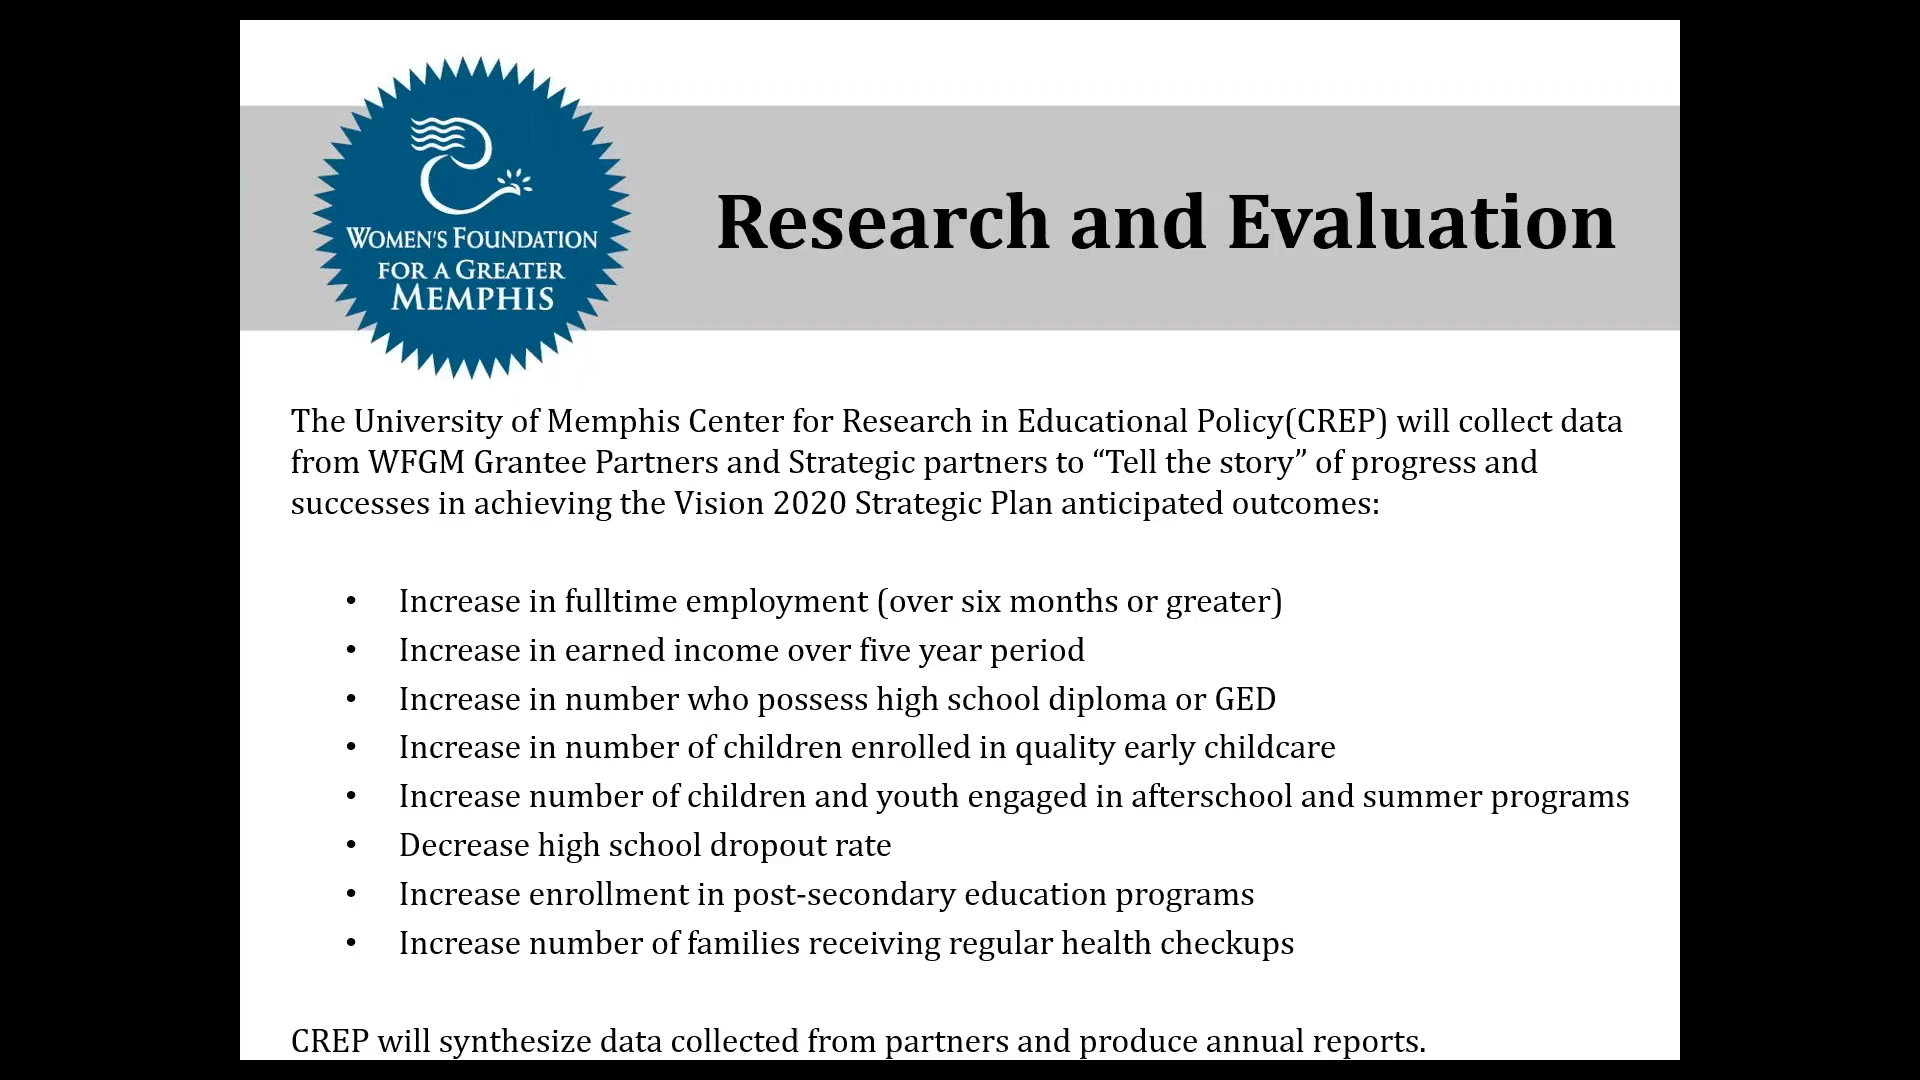 WOMEN'S FOUNDATION
FOR A GREATER
MEMPHIS
Research and Evaluation
The University of Memphis Center for Research in Educational Policy(CREP) will collect data
from WFGM Grantee Partners and Strategic partners to “Tell the story” of progress and
successes in achieving the Vision 2020 Strategic Plan anticipated outcomes:
• Increase in fulltime employment (over six months or greater)
• Increase in earned income over five year period
• Increase in number who possess high school diploma or GED
• Increase in number of children enrolled in quality early childcare
• Increase number of children and youth engaged in afterschool and summer programs
• Decrease high school dropout rate
• Increase enrollment in post-secondary education programs
• Increase number of families receiving regular health checkups
CREP will synthesize data collected from partners and produce annual reports.